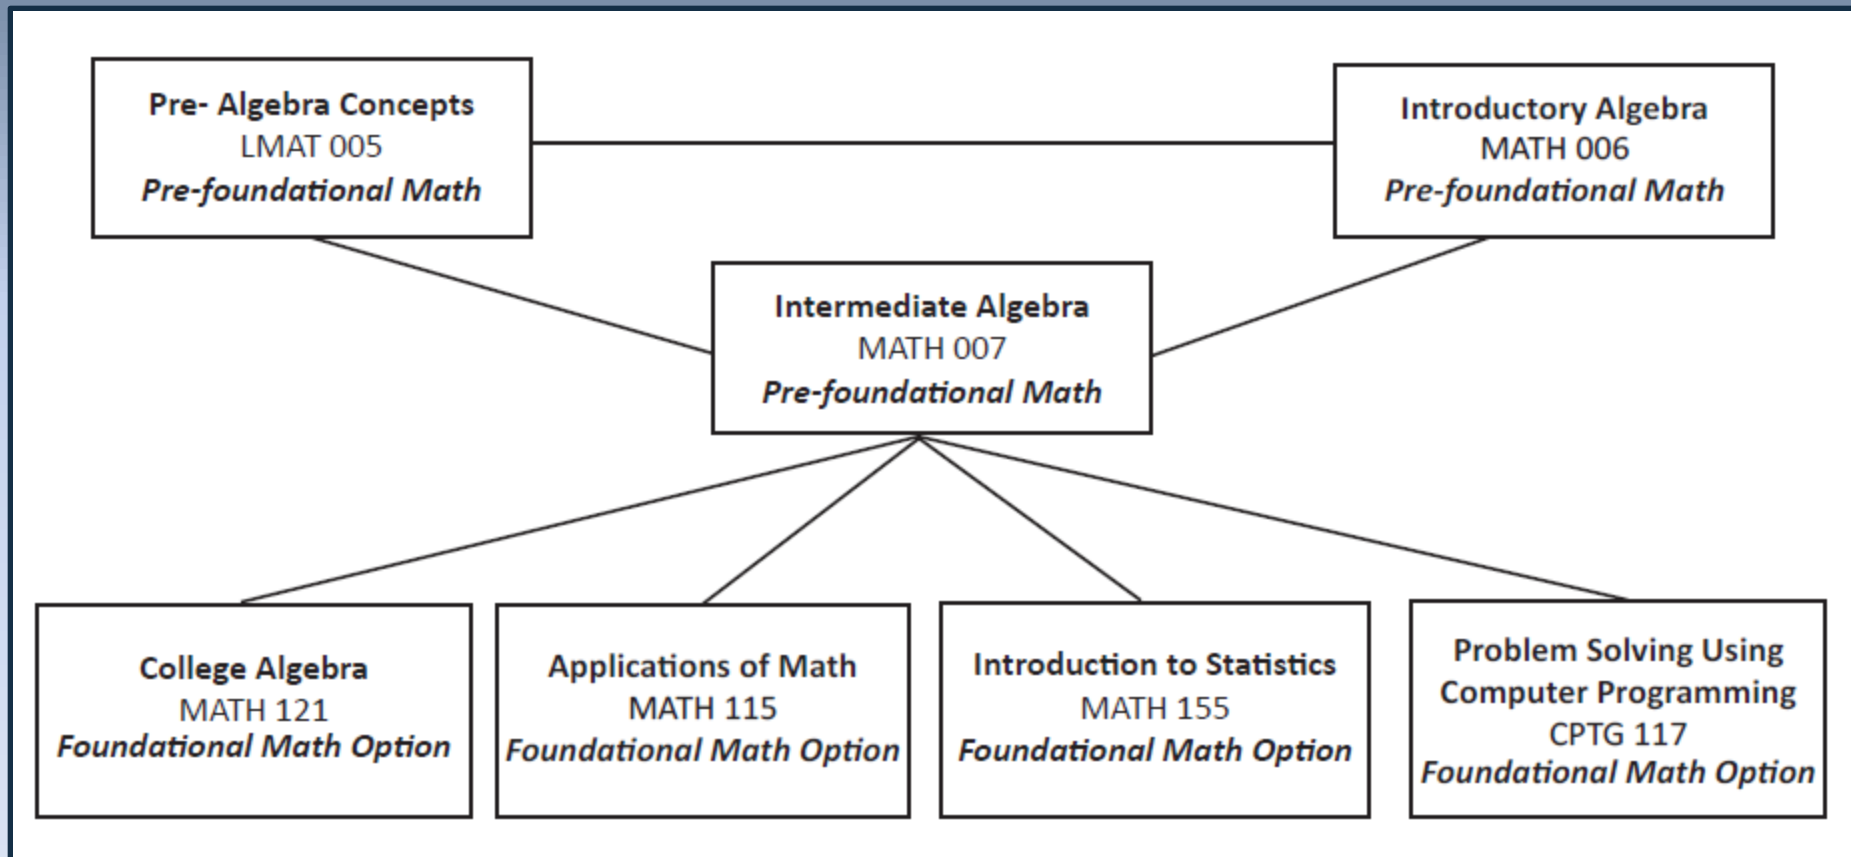 Pre- Algebra Concepts
LMAT 005
Pre-foundational Math
Introductory Algebra
MATH 006
Pre-foundational Math
Intermediate Algebra
MATH 007
Pre-foundational Math
College Algebra
MATH 121
Foundational Math Option
Applications of Math
MATH 115
Foundational Math Option
Introduction to Statistics
MATH 155
Foundational Math Option
Problem Solving Using
Computer Programming
CPTG 117
Foundational Math Option